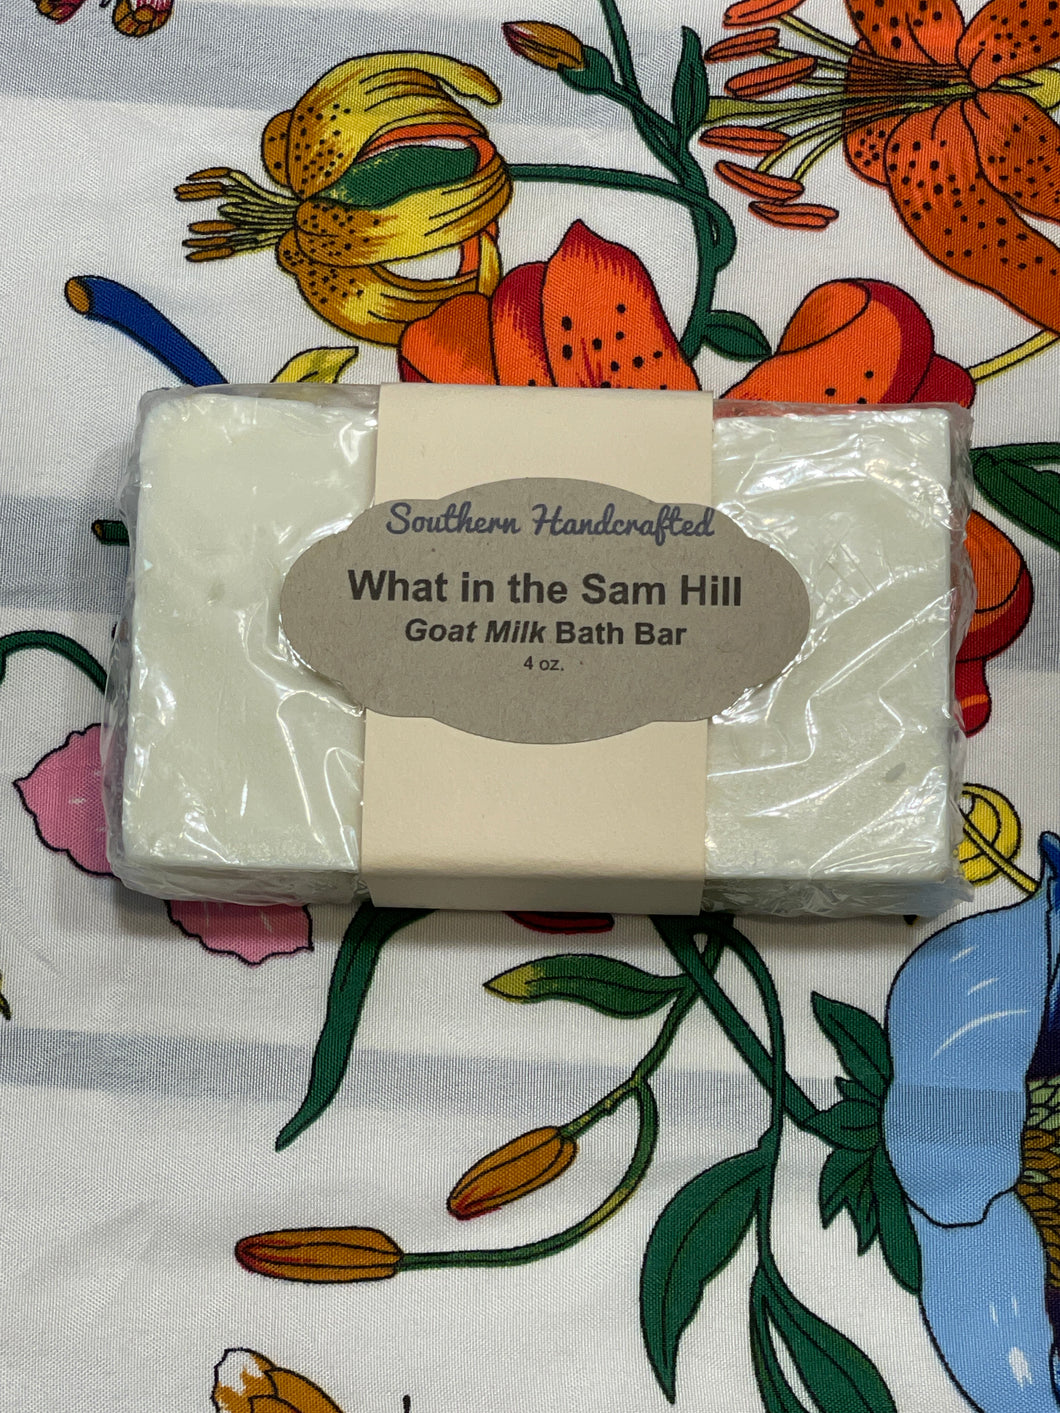 Southern Handcrafted
What in the Sam Hill
Goat Milk Bath Bar
4 oz.